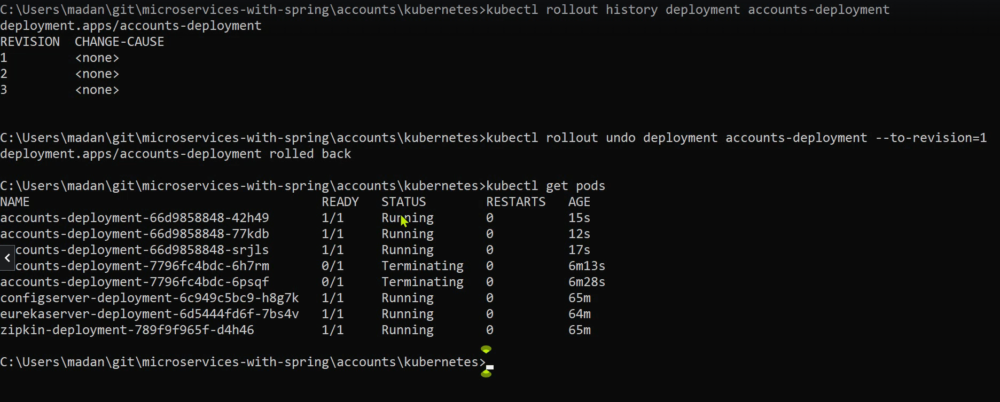 C:\Users\madan\git\microservices-with-spring\accounts\kubernetes>kubectl rollout history deployment accounts-deployment
deployment.apps/accounts-deployment
REVISION  CHANGE-CAUSE
1         <none>
2         <none>
3         <none>
C:\Users\madan\git\microservices-with-spring\accounts\kubernetes>kubectl rollout undo deployment accounts-deployment --to-revision=1
deployment.apps/accounts-deployment rolled back
C:\Users\madan\git\microservices-with-spring\accounts\kubernetes>kubectl get pods
NAME                                       READY   STATUS        RESTARTS   AGE
accounts-deployment-66d9858848-42h49       1/1     Running       0          15s
accounts-deployment-66d9858848-77kdb       1/1     Running       0          12s
counts-deployment-66d9858848-srjls       1/1     Running       0          17s
counts-deployment-7796fc4bdc-6h7rm       0/1     Terminating   0          6m13s
accounts-deployment-7796fc4bdc-6psqf       0/1     Terminating   0          6m28s
configserver-deployment-6c949c5bc9-h8g7k   1/1     Running       0          65m
eurekaserver-deployment-6d5444fd6f-7bs4v   1/1     Running       0          64m
zipkin-deployment-789f9f965f-d4h46         1/1     Running       0          65m
C:\Users\madan\git\microservices-with-spring\accounts\kubernetes>